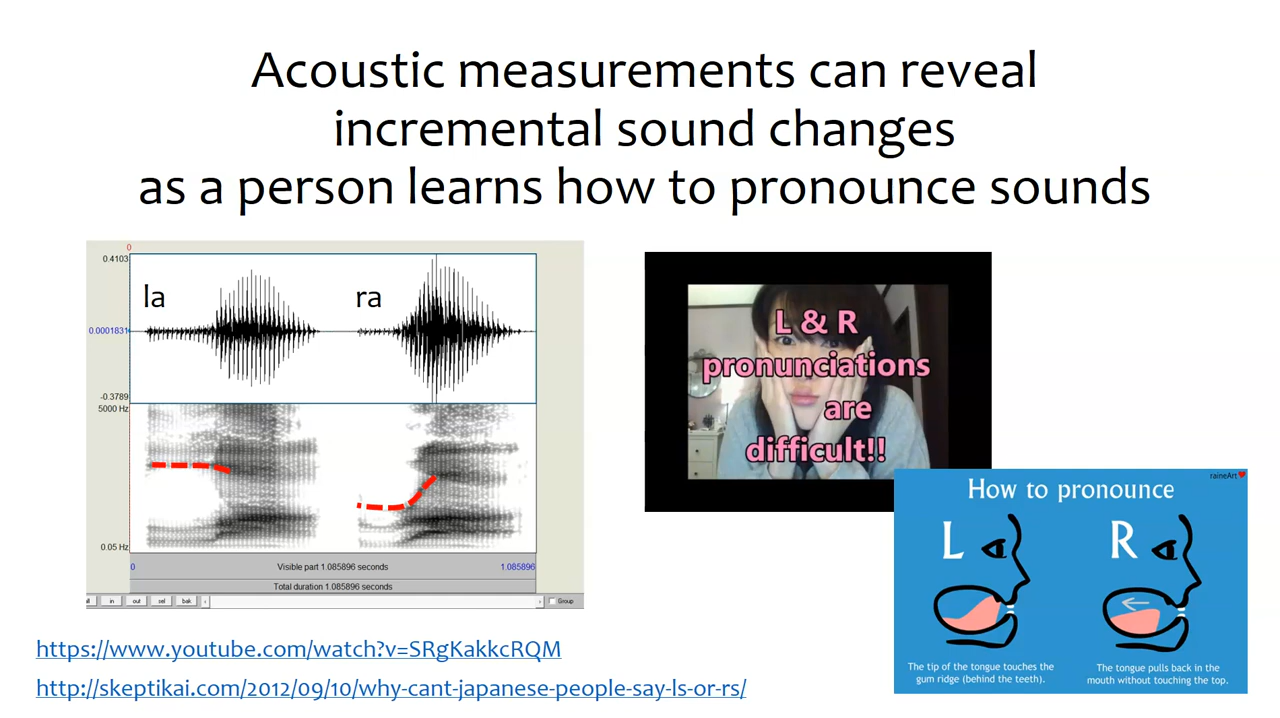 Acoustic measurements can reveal
incremental sound changes
as a person learns how to pronounce sounds
0
0.4103
la
ra
0.0001831
-0.3789
5000 Hz
0.05 Hz
0
Visible part 1.085896 seconds
1.085896
Total duration 1.085896 seconds
all
in
out
sel
bak
Group
L & R
pronunciations
are
difficult!!
raineArt
How to pronounce
L
R
The tip of the tongue touches the
gum ridge (behind the teeth).
The tongue pulls back in the
mouth without touching the top.
https://www.youtube.com/watch?v=SRgKakkcRQM
http://skeptikai.com/2012/09/10/why-cant-japanese-people-say-ls-or-rs/